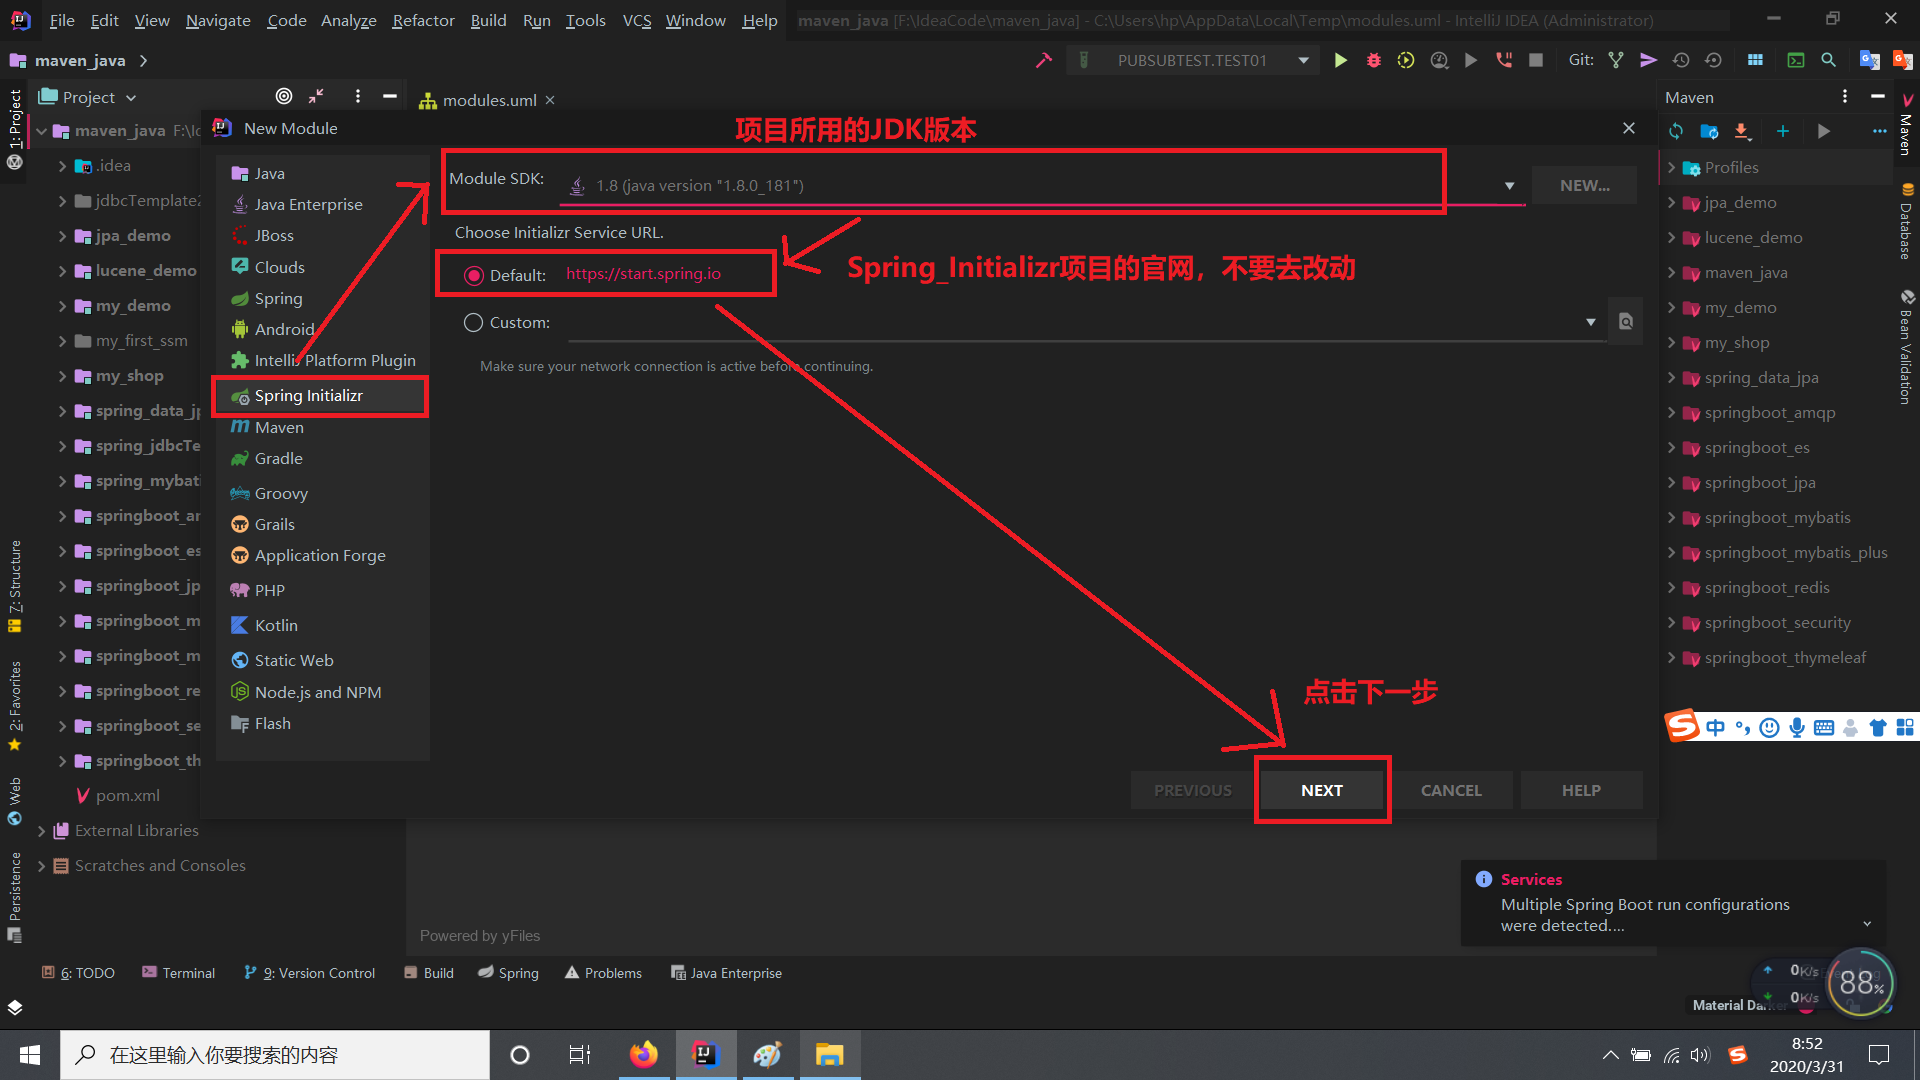 File Edit View Navigate Code Analyze Refactor Build Run Tools VCS Window Help maven_java [F:\IdeaCode\maven_java] - C:\Users\hp\AppData\Local\Temp\modules.uml - IntelliJ IDEA (Administrator)
maven_java
PUBSUBTEST.TEST01
Git:
Project
modules.uml
Maven
1: Project
7: Structure
2: Favorites
Web
Persistence
maven_java F:\Id
.idea
jdbcTemplate2
jpa_demo
lucene_demo
my_demo
my_first_ssm
my_shop
spring_data_jp
spring_jdbcTe
spring_mybati
springboot_an
springboot_es
springboot_jp
springboot_m
springboot_m
springboot_re
springboot_se
springboot_th
pom.xml
External Libraries
Scratches and Consoles
New Module
项目所用的JDK版本
Java
Java Enterprise
JBoss
Clouds
Spring
Android
IntelliJ Platform Plugin
Spring Initializr
Maven
Gradle
Groovy
Grails
Application Forge
PHP
Kotlin
Static Web
Node.js and NPM
Flash
Module SDK:
1.8 (java version "1.8.0_181")
NEW...
Choose Initializr Service URL.
Default: https://start.spring.io
Spring_Initializr项目的官网，不要去改动
Custom:
Make sure your network connection is active before continuing.
点击下一步
PREVIOUS NEXT CANCEL HELP
Profiles
jpa_demo
lucene_demo
maven_java
my_demo
my_shop
spring_data_jpa
springboot_amqp
springboot_es
springboot_jpa
springboot_mybatis
springboot_mybatis_plus
springboot_redis
springboot_security
springboot_thymeleaf
Maven
Database
Bean Validation
中
Powered by yFiles
Services
Multiple Spring Boot run configurations
were detected....
6: TODO Terminal 9: Version Control Build Spring Problems Java Enterprise
0K/s
0K/s
88%
在这里输入你要搜索的内容
8:52
2020/3/31